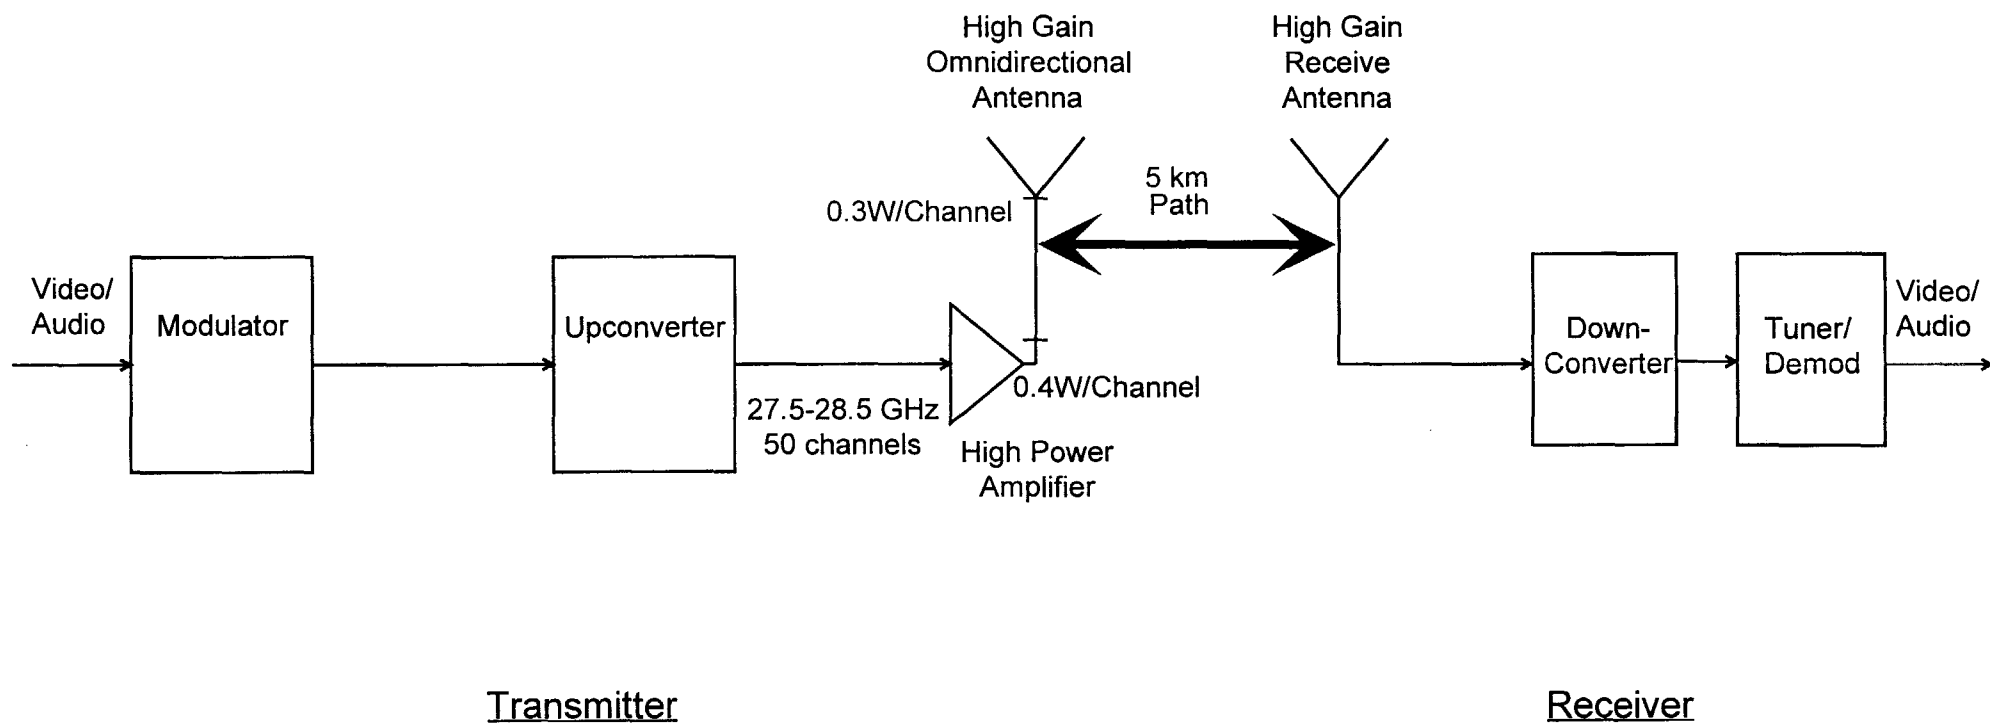 High Gain
Omnidirectional
Antenna
High Gain
Receive
Antenna
5 km
Path
0.3W/Channel
Video/
Audio
Modulator
Upconverter
27.5-28.5 GHz
50 channels
0.4W/Channel
High Power
Amplifier
Down-
Converter
Tuner/
Demod
Video/
Audio
Transmitter
Receiver